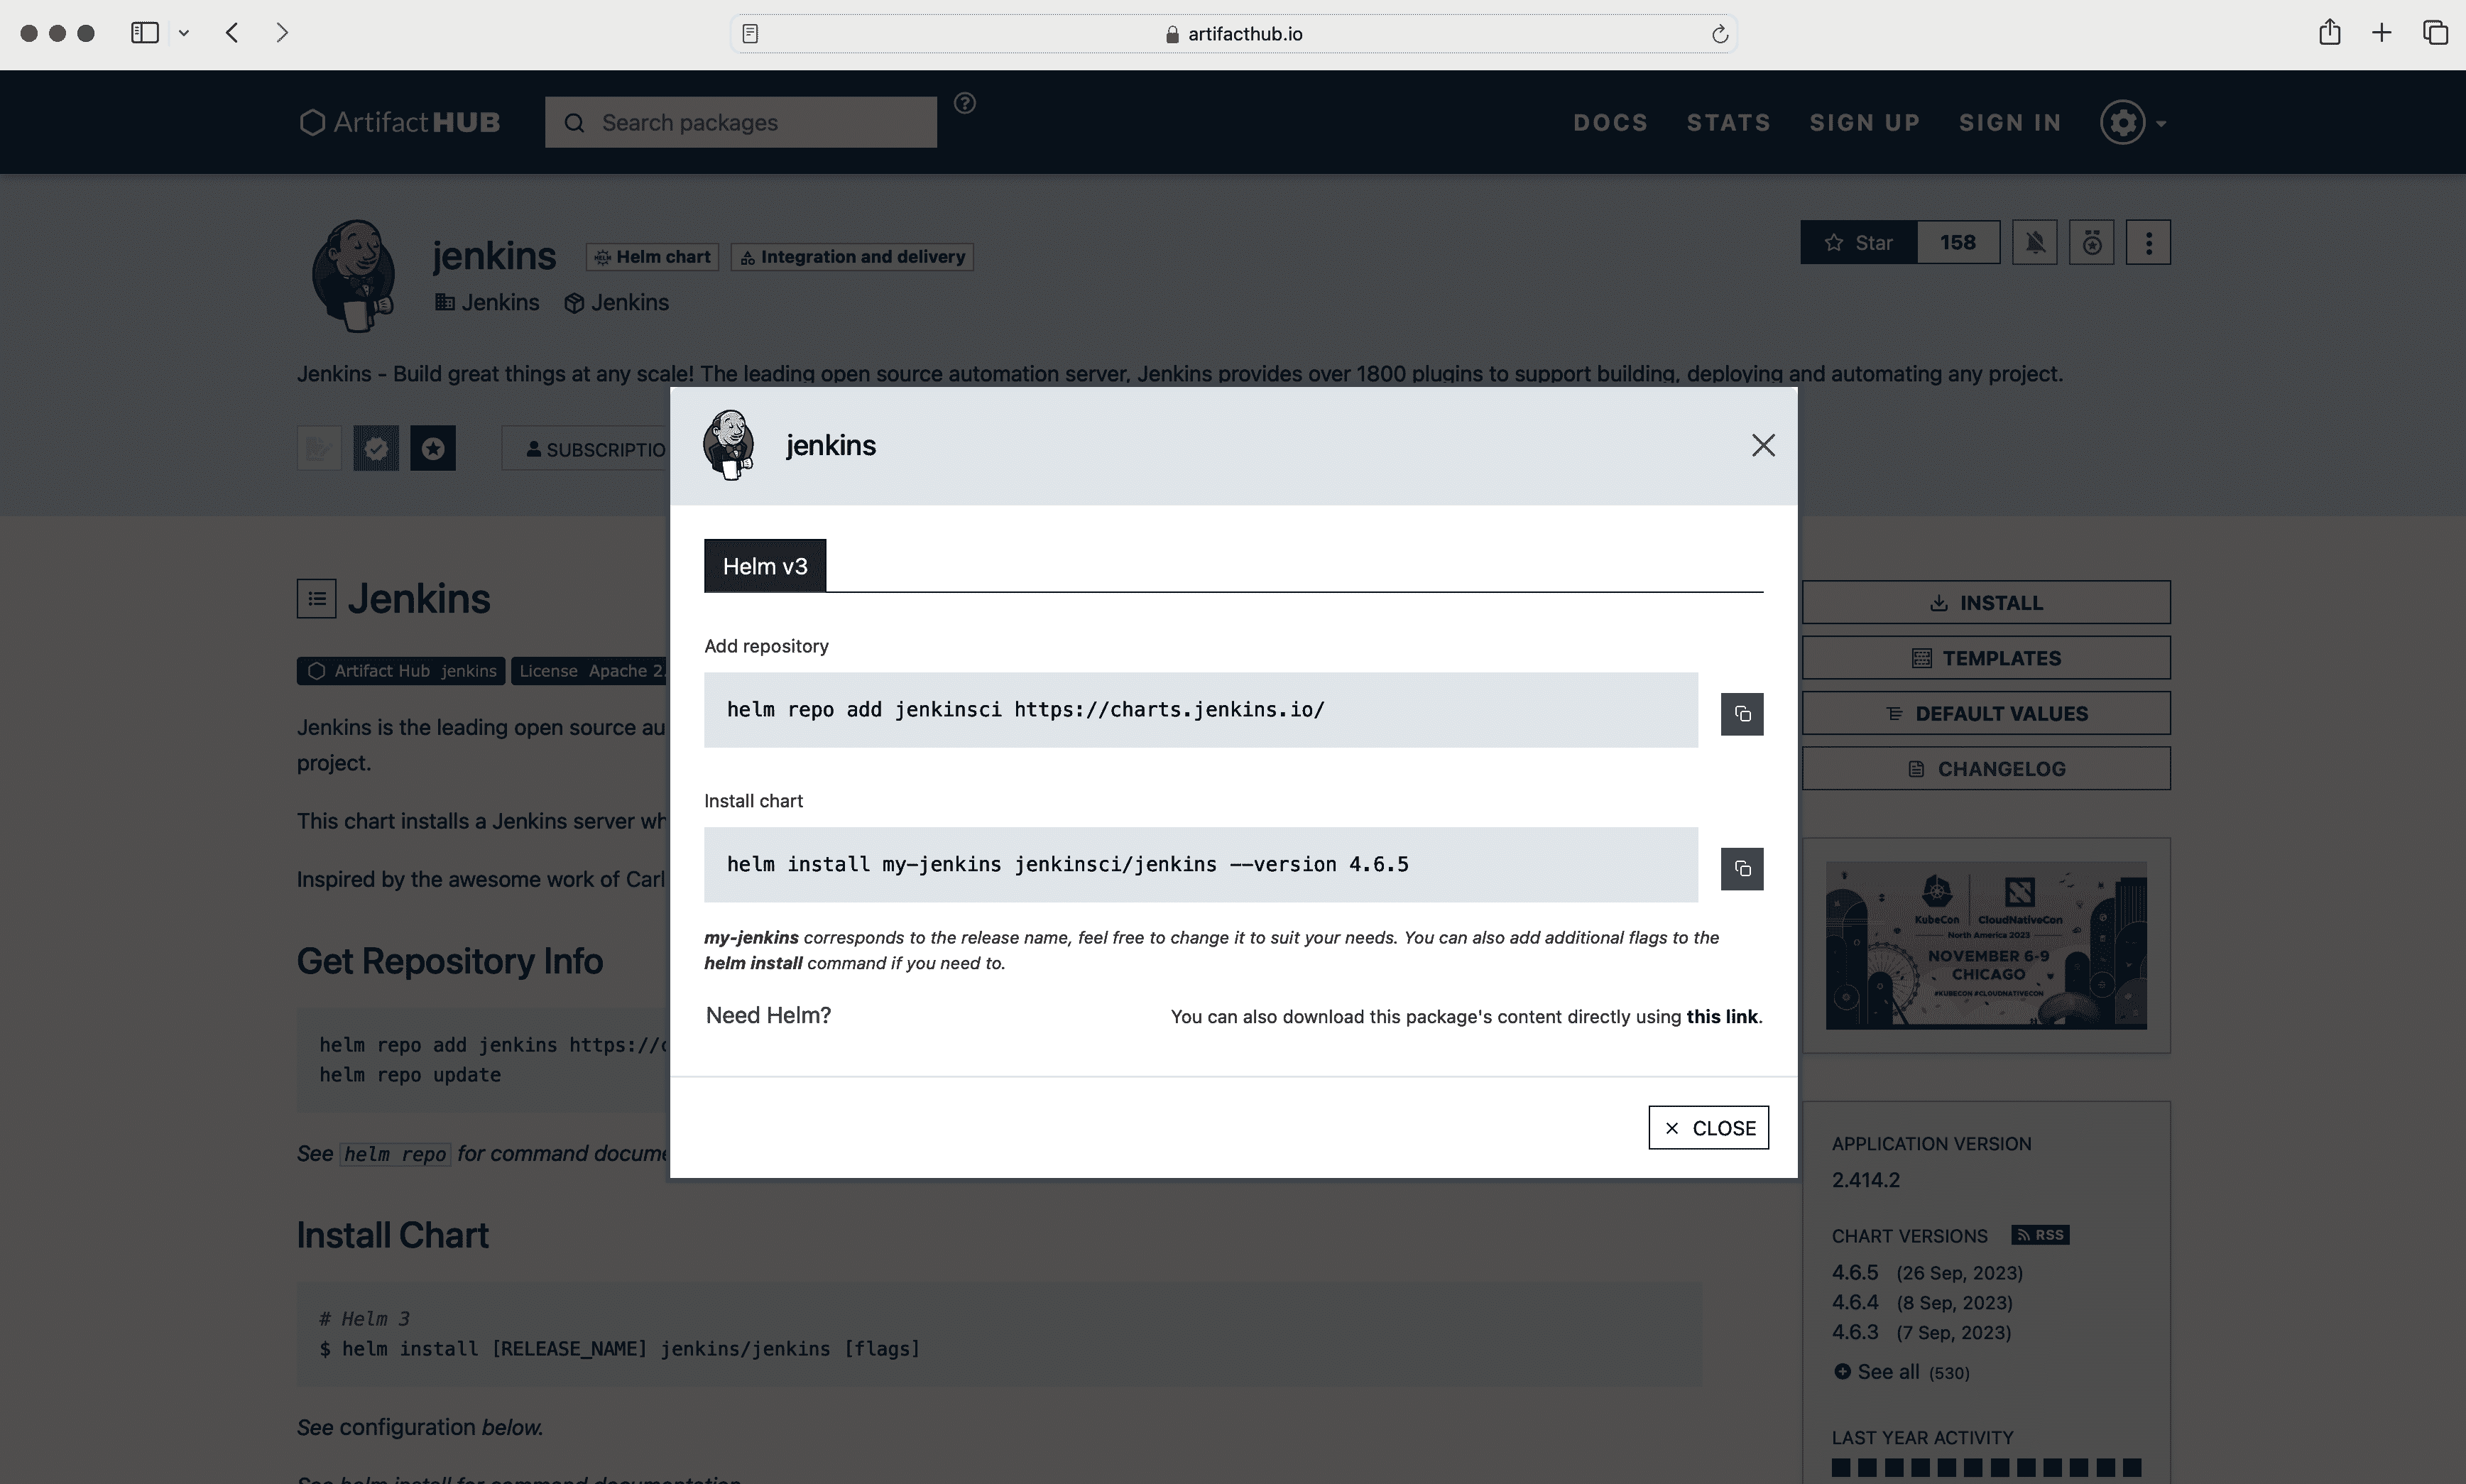 artifacthub.io
Artifact HUB
Search packages
DOCS
STATS
SIGN UP
SIGN IN
jenkins
Helm chart
Integration and delivery
Star
158
Jenkins
Jenkins
Jenkins - Build great things at any scale! The leading open source automation server, Jenkins provides over 1800 plugins to support building, deploying and automating any project.
SUBSCRIPTIO
jenkins
Helm v3
Add repository
helm repo add jenkinsci https://charts.jenkins.io/
Install chart
helm install my-jenkins jenkinsci/jenkins --version 4.6.5
my-jenkins corresponds to the release name, feel free to change it to suit your needs. You can also add additional flags to the
helm install command if you need to.
Need Helm?
You can also download this package's content directly using this link.
CLOSE
Jenkins
Artifact Hub jenkins
License Apache 2.
Jenkins is the leading open source au
project.
This chart installs a Jenkins server wh
Inspired by the awesome work of Carl
Get Repository Info
helm repo add jenkins https://c
helm repo update
See helm repo for command docume
Install Chart
# Helm 3
$ helm install [RELEASE_NAME] jenkins/jenkins [flags]
See configuration below.
See helm install for command documentation.
INSTALL
TEMPLATES
DEFAULT VALUES
CHANGELOG
KubeCon
CloudNativeCon
North America 2023
NOVEMBER 6-9
CHICAGO
#KUBECON #CLOUDNATIVECON
APPLICATION VERSION
2.414.2
CHART VERSIONS
RSS
4.6.5 (26 Sep, 2023)
4.6.4 (8 Sep, 2023)
4.6.3 (7 Sep, 2023)
See all (530)
LAST YEAR ACTIVITY